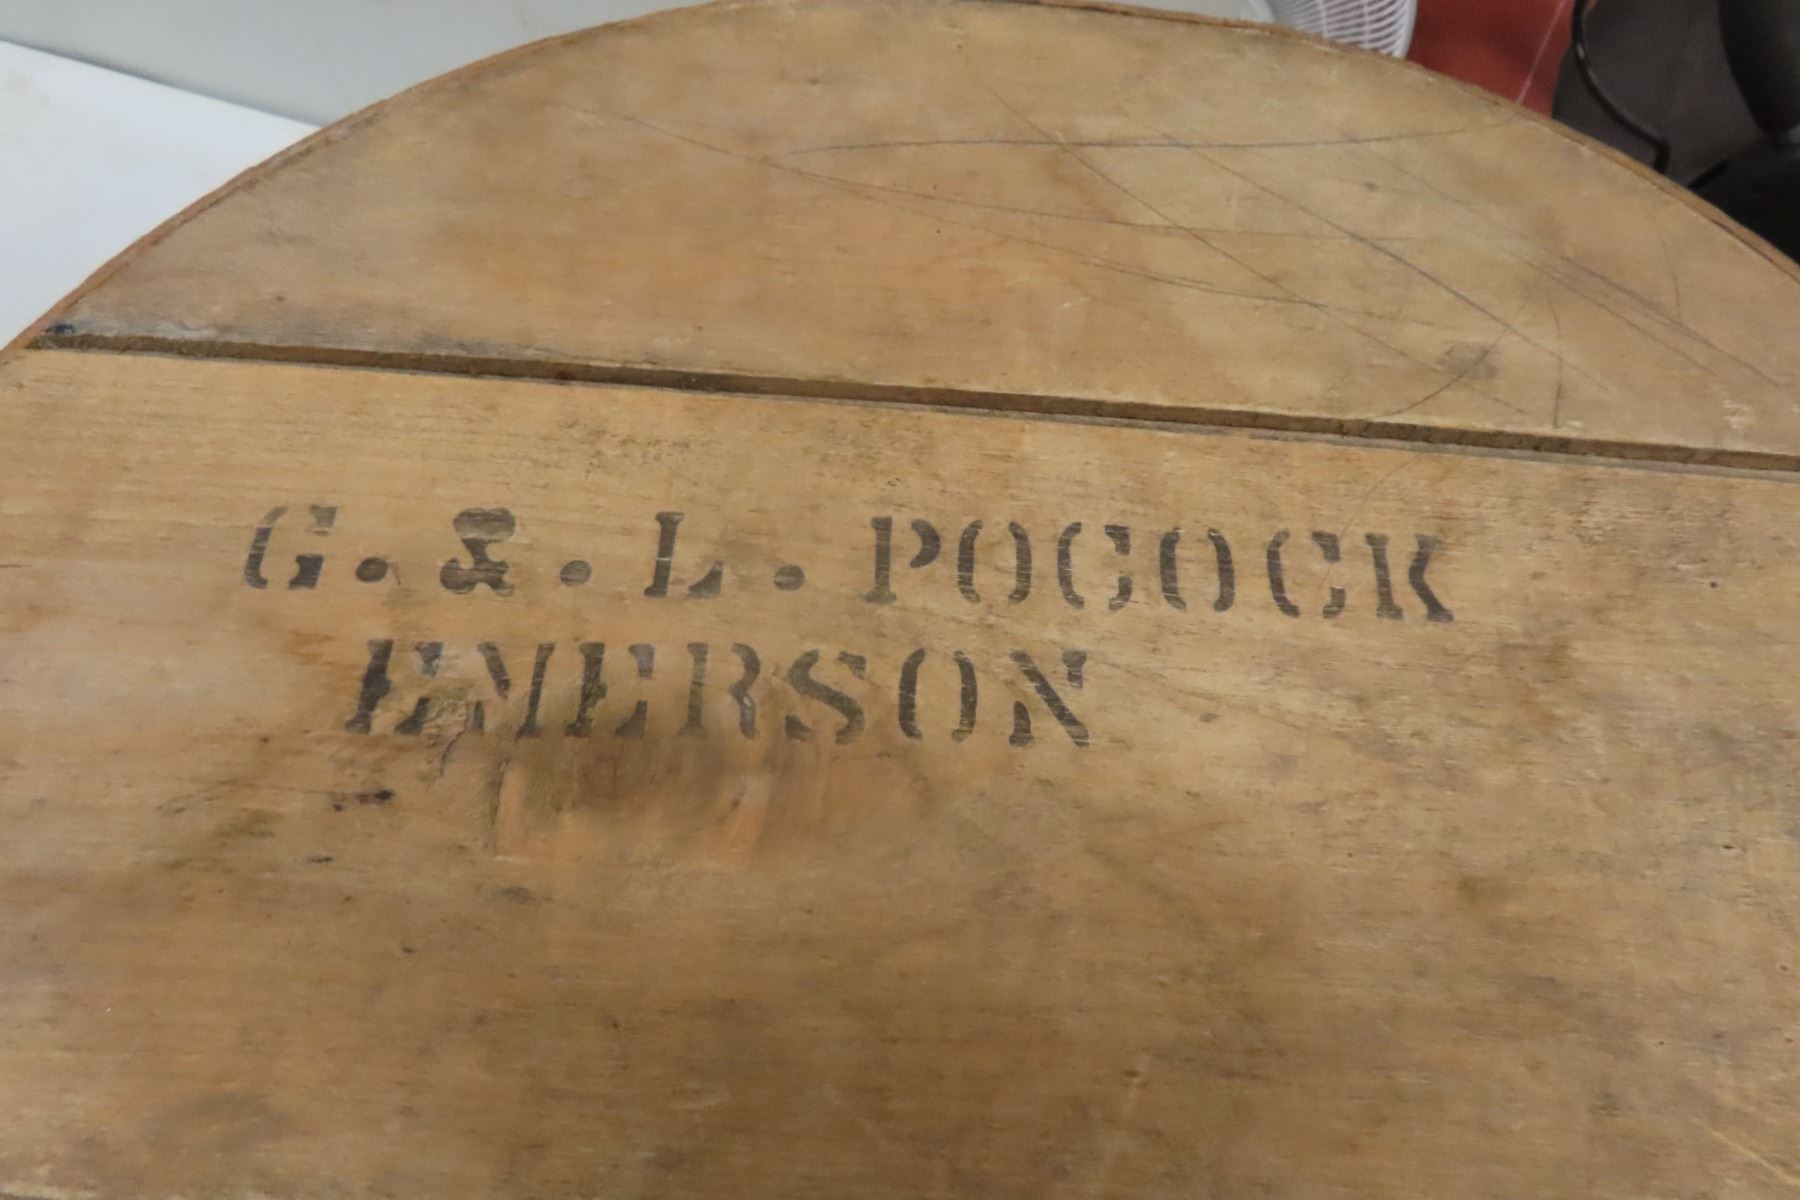 G. & . L . POCOCK
EMERSON